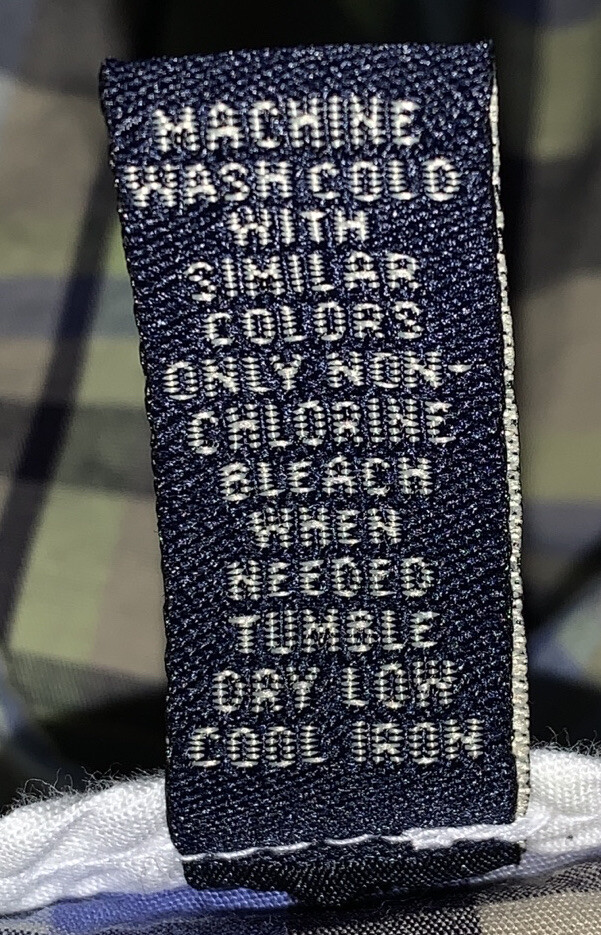 MACHINE
WASH COLD
WITH
SIMILAR
COLORS
ONLY NON-
CHLORINE
BLEACH
WHEN
NEEDED
TUMBLE
DRY LOW
COOL IRON